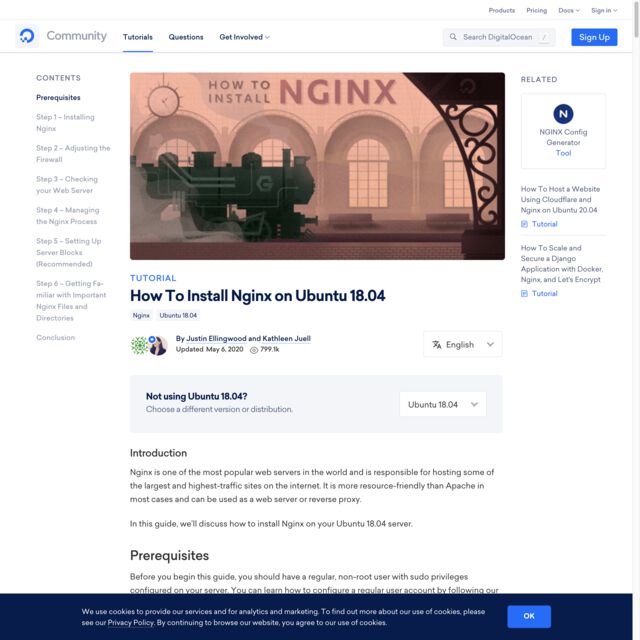 Products Pricing Docs Sign in
Community Tutorials Questions Get Involved Search DigitalOcean / Sign Up
CONTENTS
Prerequisites
Step 1 – Installing
Nginx
Step 2 – Adjusting the
Firewall
Step 3 – Checking
your Web Server
Step 4 – Managing
the Nginx Process
Step 5 – Setting Up
Server Blocks
(Recommended)
Step 6 – Getting Fa-
miliar with Important
Nginx Files and
Directories
Conclusion
HOW TO
INSTALL NGINX
TUTORIAL
How To Install Nginx on Ubuntu 18.04
Nginx Ubuntu 18.04
By Justin Ellingwood and Kathleen Juell
Updated May 6, 2020 799.1k
English
Not using Ubuntu 18.04?
Choose a different version or distribution.
Ubuntu 18.04
Introduction
Nginx is one of the most popular web servers in the world and is responsible for hosting some of
the largest and highest-traffic sites on the internet. It is more resource-friendly than Apache in
most cases and can be used as a web server or reverse proxy.
In this guide, we'll discuss how to install Nginx on your Ubuntu 18.04 server.
Prerequisites
Before you begin this guide, you should have a regular, non-root user with sudo privileges
configured on your server. You can learn how to configure a regular user account by following our
RELATED
N
NGINX Config
Generator
Tool
How To Host a Website
Using Cloudflare and
Nginx on Ubuntu 20.04
Tutorial
How To Scale and
Secure a Django
Application with Docker,
Nginx, and Let's Encrypt
Tutorial
We use cookies to provide our services and for analytics and marketing. To find out more about our use of cookies, please
see our Privacy Policy. By continuing to browse our website, you agree to our use of cookies.
OK